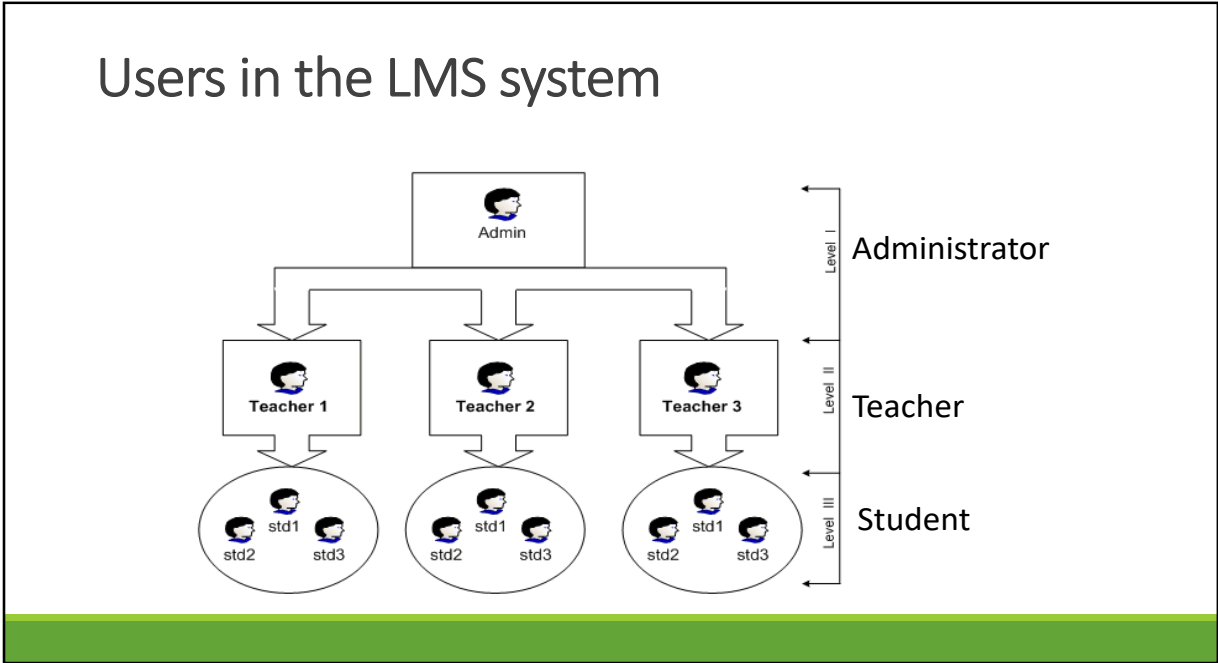 Users in the LMS system
Admin
Level I
Administrator
Teacher 1
Teacher 2
Teacher 3
Level II
Teacher
std1
std2
std3
std1
std2
std3
std1
std2
std3
Level III
Student